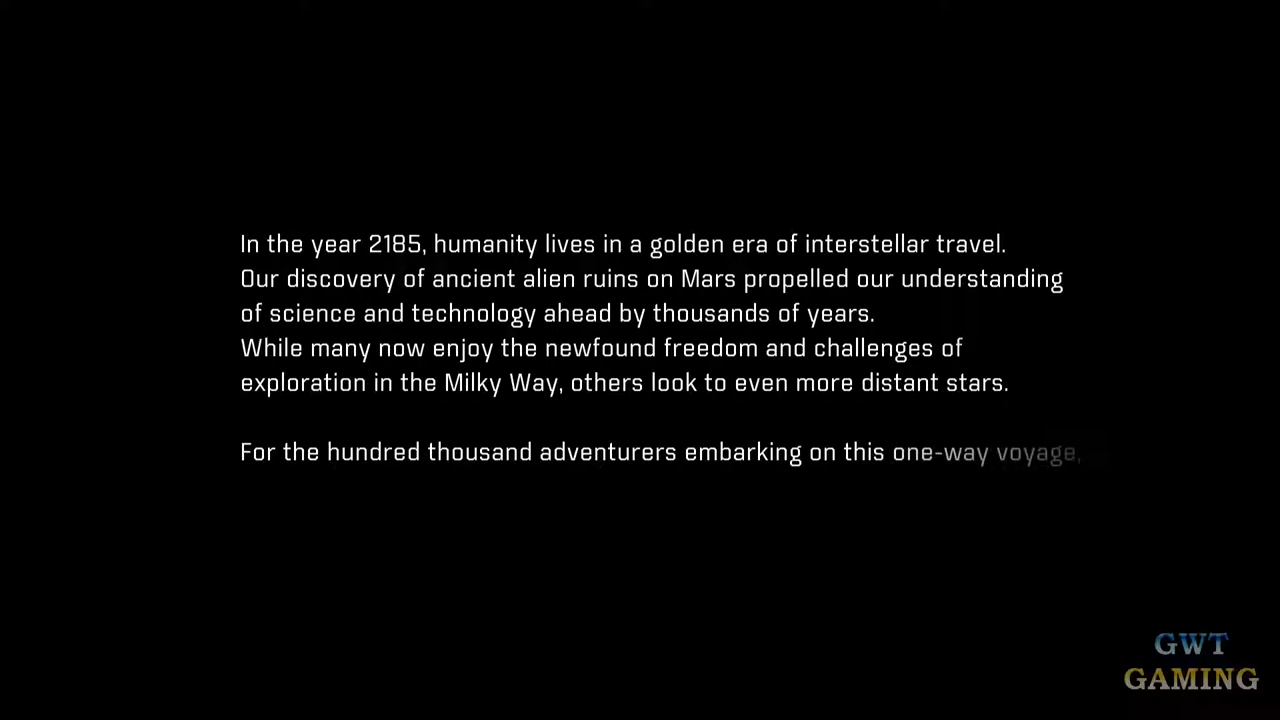 In the year 2185, humanity lives in a golden era of interstellar travel.
Our discovery of ancient alien ruins on Mars propelled our understanding
of science and technology ahead by thousands of years.
While many now enjoy the newfound freedom and challenges of
exploration in the Milky Way, others look to even more distant stars.
For the hundred thousand adventurers embarking on this one-way voyage,
GWT
GAMING